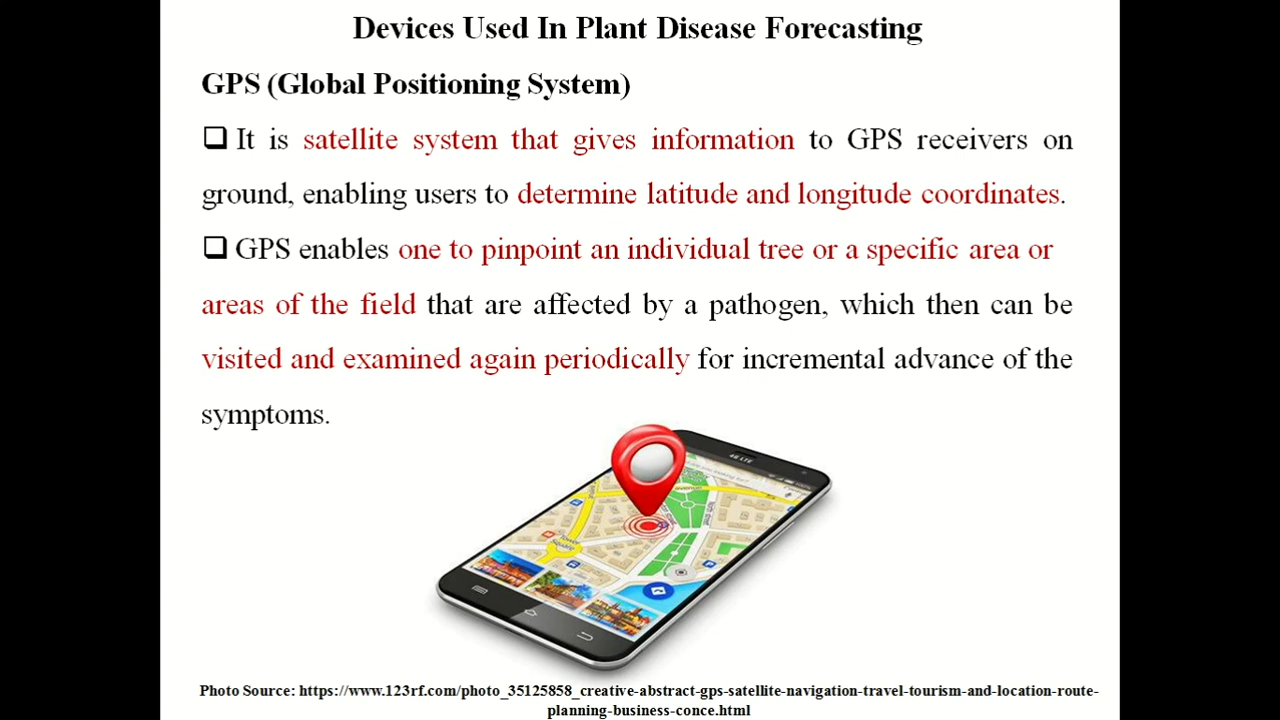 Devices Used In Plant Disease Forecasting
GPS (Global Positioning System)
❑ It is satellite system that gives information to GPS receivers on
ground, enabling users to determine latitude and longitude coordinates.
❑ GPS enables one to pinpoint an individual tree or a specific area or
areas of the field that are affected by a pathogen, which then can be
visited and examined again periodically for incremental advance of the
symptoms.
4G LTE
Tower
Square
Photo Source: https://www.123rf.com/photo_35125858_creative-abstract-gps-satellite-navigation-travel-tourism-and-location-route-
planning-business-conce.html